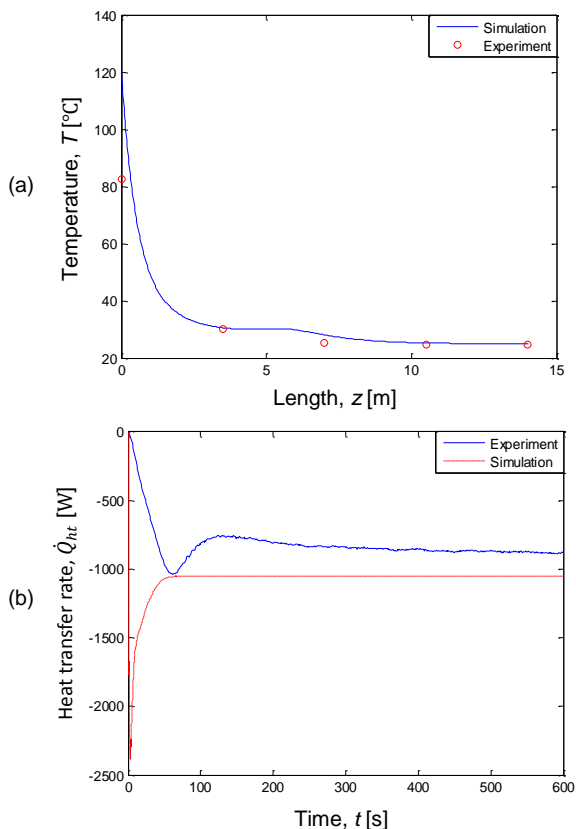 Simulation
Experiment
140
120
100
80
60
40
20
Temperature, T [°C]
(a)
0
5
10
15
Length, z [m]
Experiment
Simulation
0
-500
-1000
-1500
-2000
-2500
Heat transfer rate, Q̇ht [W]
(b)
0
100
200
300
400
500
600
Time, t [s]